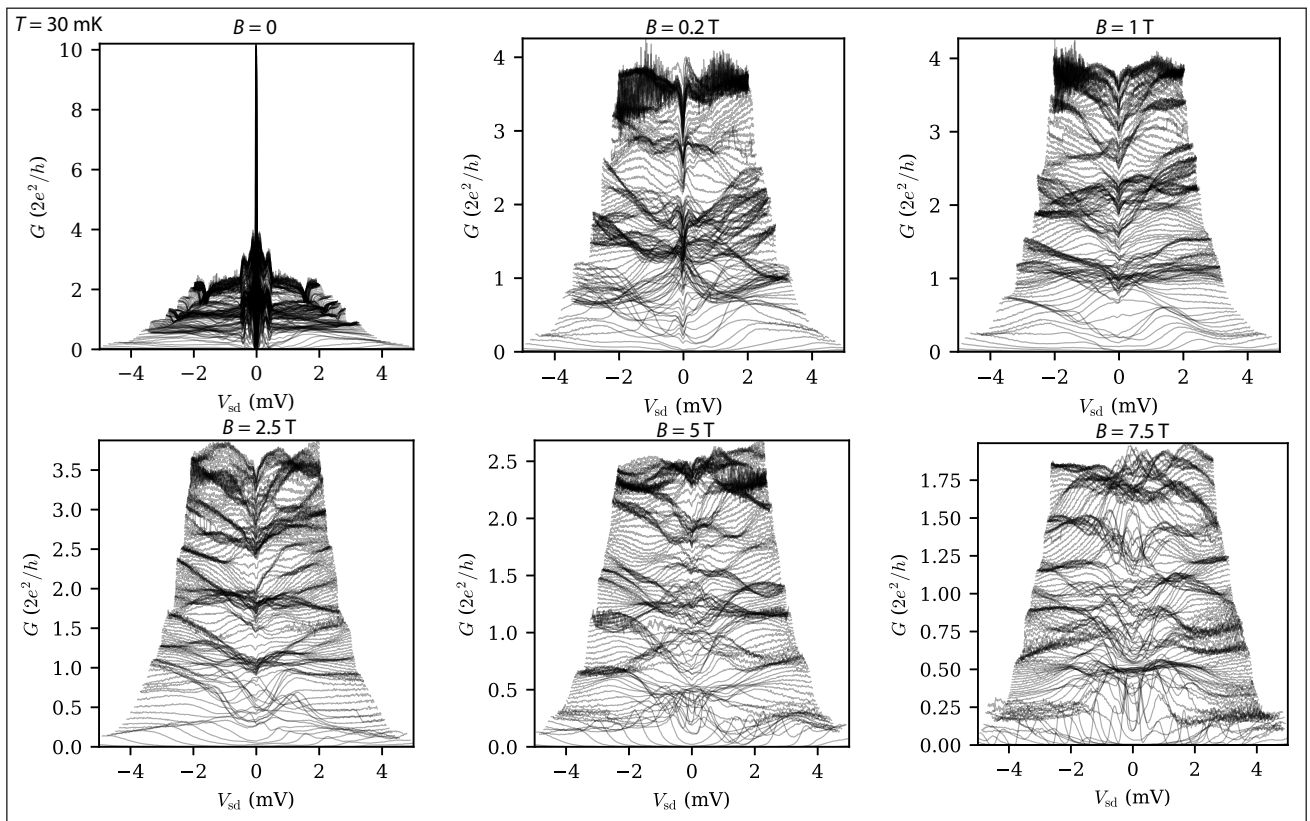 T = 30 mK
B = 0
B = 0.2 T
B = 1 T
10
8
6
4
2
0
G (2e²/h)
−4 −2 0 2 4
V_sd (mV)
4
3
2
1
0
G (2e²/h)
−4 −2 0 2 4
V_sd (mV)
4
3
2
1
0
G (2e²/h)
−4 −2 0 2 4
V_sd (mV)
B = 2.5 T
B = 5 T
B = 7.5 T
3.5
3.0
2.5
2.0
1.5
1.0
0.5
0.0
G (2e²/h)
−4 −2 0 2 4
V_sd (mV)
2.5
2.0
1.5
1.0
0.5
0.0
G (2e²/h)
−4 −2 0 2 4
V_sd (mV)
1.75
1.50
1.25
1.00
0.75
0.50
0.25
0.00
G (2e²/h)
−4 −2 0 2 4
V_sd (mV)